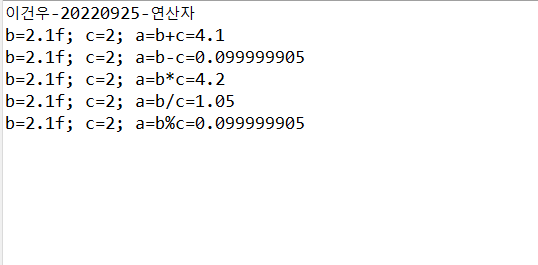 이건우-20220925-연산자
b=2.1f; c=2; a=b+c=4.1
b=2.1f; c=2; a=b-c=0.099999905
b=2.1f; c=2; a=b*c=4.2
b=2.1f; c=2; a=b/c=1.05
b=2.1f; c=2; a=b%c=0.099999905